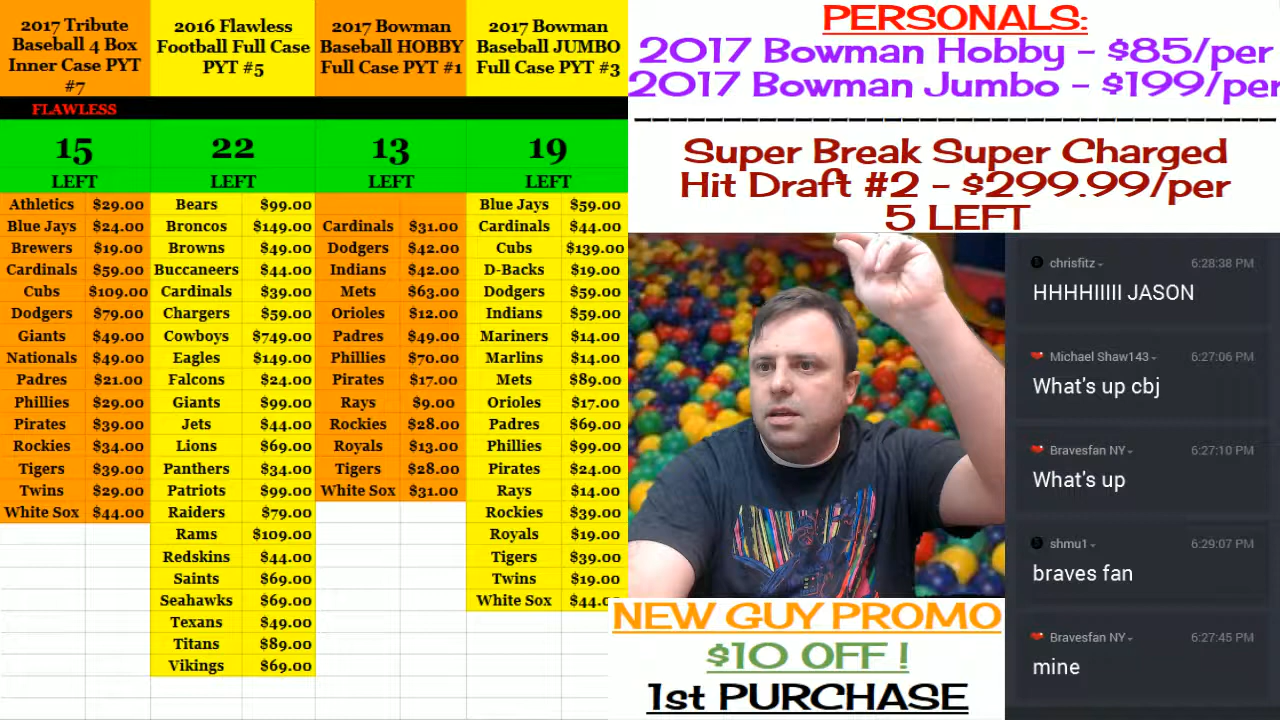 2017 Tribute
Baseball 4 Box
Inner Case PYT
#7
2016 Flawless
Football Full Case
PYT #5
2017 Bowman
Baseball HOBBY
Full Case PYT #1
2017 Bowman
Baseball JUMBO
Full Case PYT #3
FLAWLESS
15 22 13 19
LEFT LEFT LEFT LEFT
Athletics $29.00 Bears $99.00 Blue Jays $59.00
Blue Jays $24.00 Broncos $149.00 Cardinals $31.00 Cardinals $44.00
Brewers $19.00 Browns $49.00 Dodgers $42.00 Cubs $139.00
Cardinals $59.00 Buccaneers $44.00 Indians $42.00 D-Backs $19.00
Cubs $109.00 Cardinals $39.00 Mets $63.00 Dodgers $59.00
Dodgers $79.00 Chargers $59.00 Orioles $12.00 Indians $59.00
Giants $49.00 Cowboys $749.00 Padres $49.00 Mariners $14.00
Nationals $49.00 Eagles $149.00 Phillies $70.00 Marlins $14.00
Padres $21.00 Falcons $24.00 Pirates $17.00 Mets $89.00
Phillies $29.00 Giants $99.00 Rays $9.00 Orioles $17.00
Pirates $39.00 Jets $44.00 Rockies $28.00 Padres $69.00
Rockies $34.00 Lions $69.00 Royals $13.00 Phillies $99.00
Tigers $39.00 Panthers $34.00 Tigers $28.00 Pirates $24.00
Twins $29.00 Patriots $99.00 White Sox $31.00 Rays $14.00
White Sox $44.00 Raiders $79.00 Rockies $39.00
Rams $109.00 Royals $19.00
Redskins $44.00 Tigers $39.00
Saints $69.00 Twins $19.00
Seahawks $69.00 White Sox $44.0
Texans $49.00
Titans $89.00
Vikings $69.00
PERSONALS:
2017 Bowman Hobby - $85/per
2017 Bowman Jumbo - $199/per
Super Break Super Charged
Hit Draft #2 - $299.99/per
5 LEFT
chrisfitz 6:28:38 PM
HHHHIIIII JASON
Michael Shaw143 6:27:06 PM
What's up cbj
Bravesfan NY 6:27:10 PM
What's up
shmu1 6:29:07 PM
braves fan
Bravesfan NY 6:27:45 PM
mine
NEW GUY PROMO
$10 OFF !
1st PURCHASE